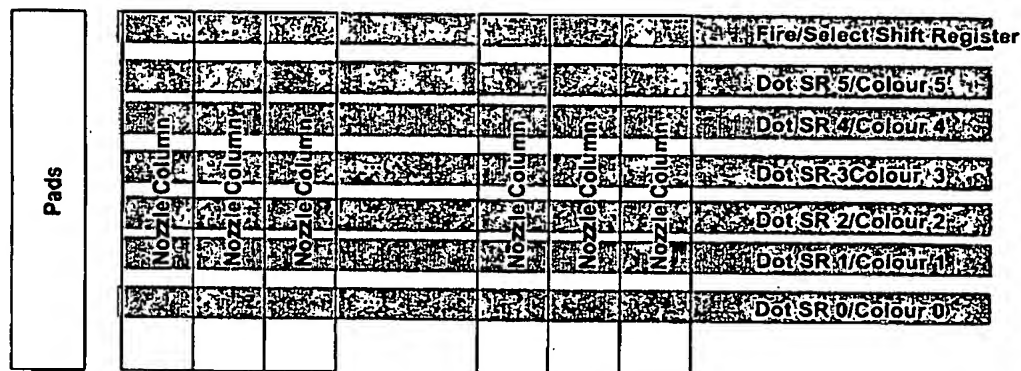 Pads
Fire/Select Shift Register
Dot SR 5/Colour 5
Dot SR 4/Colour 4
Dot SR-3Colour 3
Dot SR 2/Colour 2
Dot SR 1/Colour 1
Dot SR 0/Colour 0
Nozzle Column
Nozzle Column
Nozzle Column
Nozzle Column
Nozzle Column
Nozzle Column